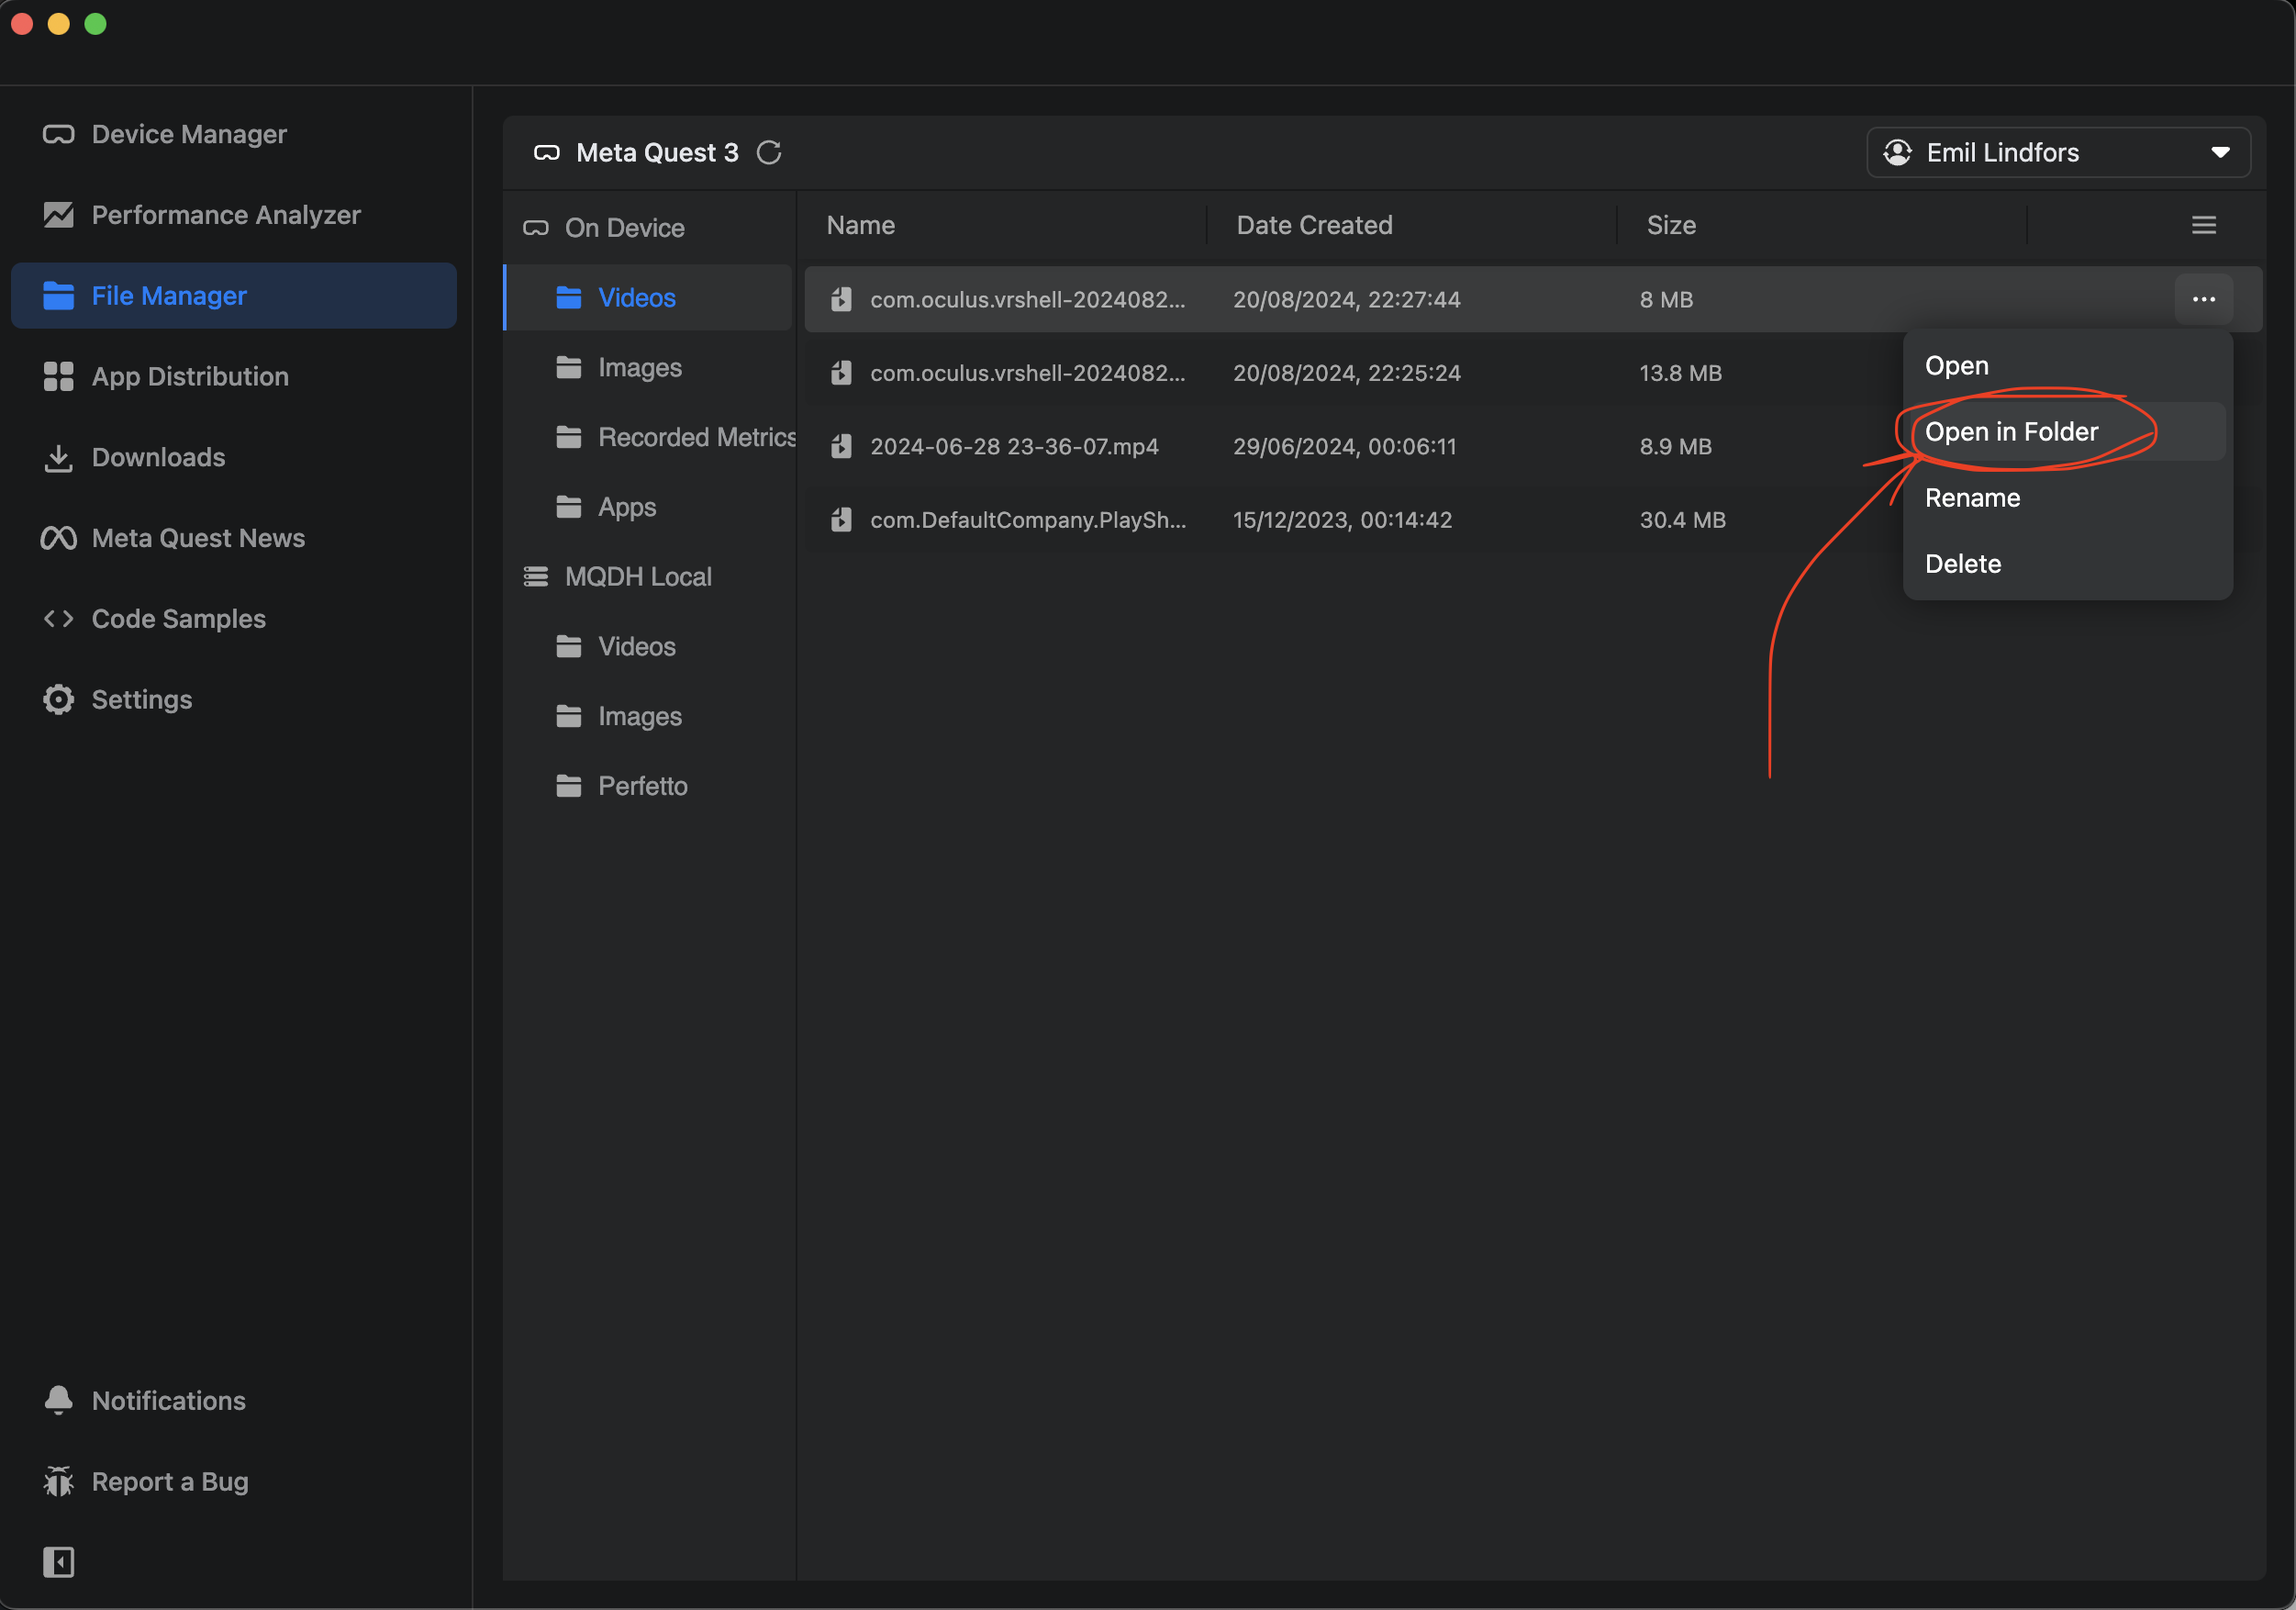 Device Manager
Performance Analyzer
File Manager
App Distribution
Downloads
Meta Quest News
Code Samples
Settings
Notifications
Report a Bug
Meta Quest 3
Emil Lindfors
On Device
Videos
Images
Recorded Metrics
Apps
MQDH Local
Videos
Images
Perfetto
Name Date Created Size
com.oculus.vrshell-2024082... 20/08/2024, 22:27:44 8 MB
com.oculus.vrshell-2024082... 20/08/2024, 22:25:24 13.8 MB
2024-06-28 23-36-07.mp4 29/06/2024, 00:06:11 8.9 MB
com.DefaultCompany.PlaySh... 15/12/2023, 00:14:42 30.4 MB
Open
Open in Folder
Rename
Delete